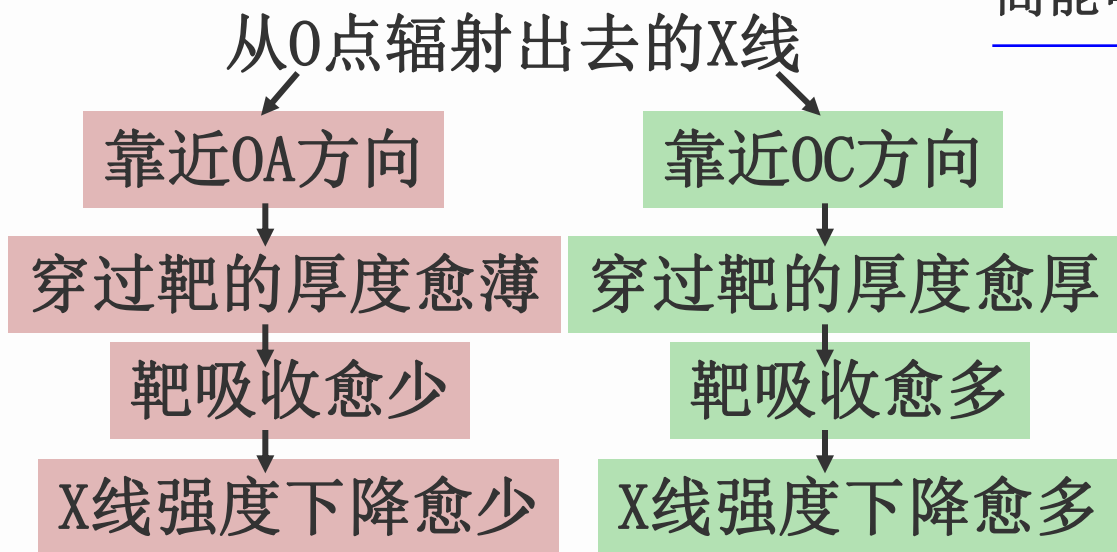 从O点辐射出去的X线
靠近OA方向
靠近OC方向
穿过靶的厚度愈薄
穿过靶的厚度愈厚
靶吸收愈少
靶吸收愈多
X线强度下降愈少
X线强度下降愈多